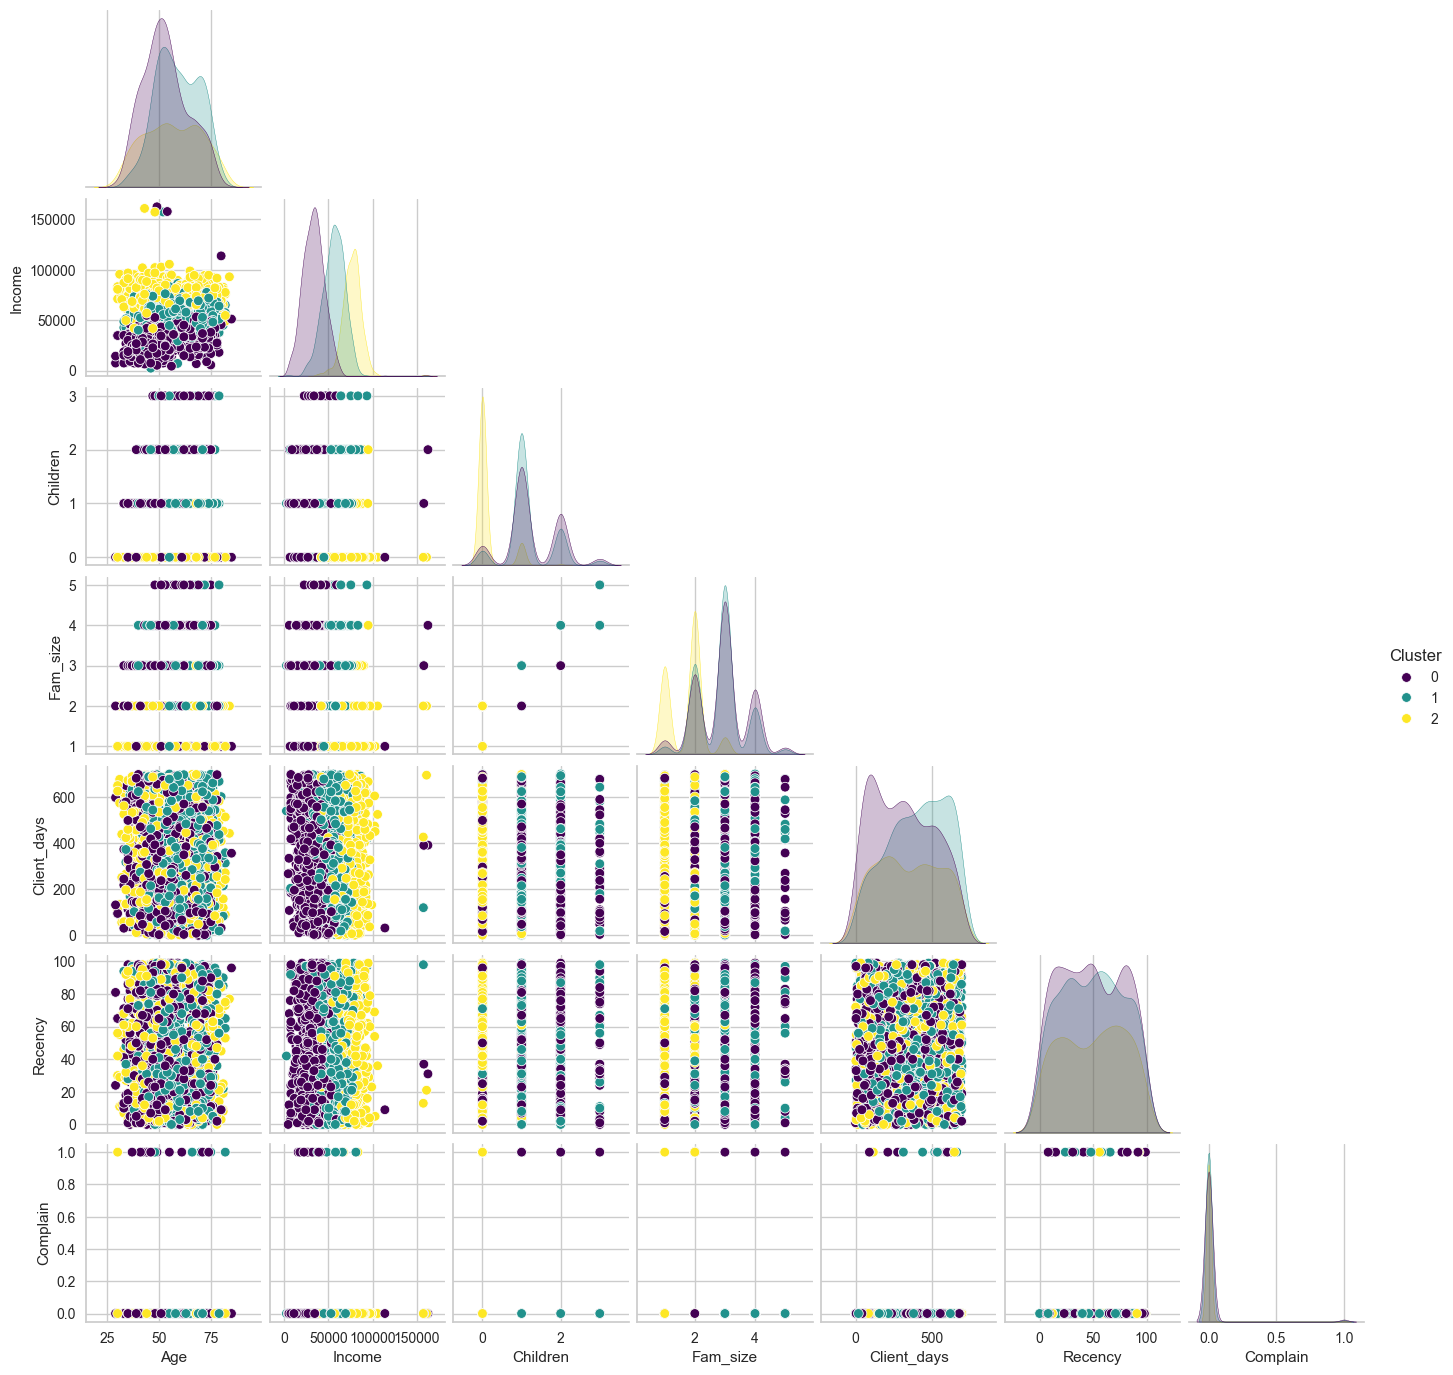 150000
100000
50000
0
Income
3
2
1
0
Children
5
4
3
2
1
Fam_size
600
400
200
0
Client_days
100
80
60
40
20
0
Recency
1.0
0.8
0.6
0.4
0.2
0.0
Complain
25 50 75
Age
0 50000 100000 150000
Income
0 2
Children
2 4
Fam_size
0 500
Client_days
0 50 100
Recency
0.0 0.5 1.0
Complain
Cluster
0
1
2